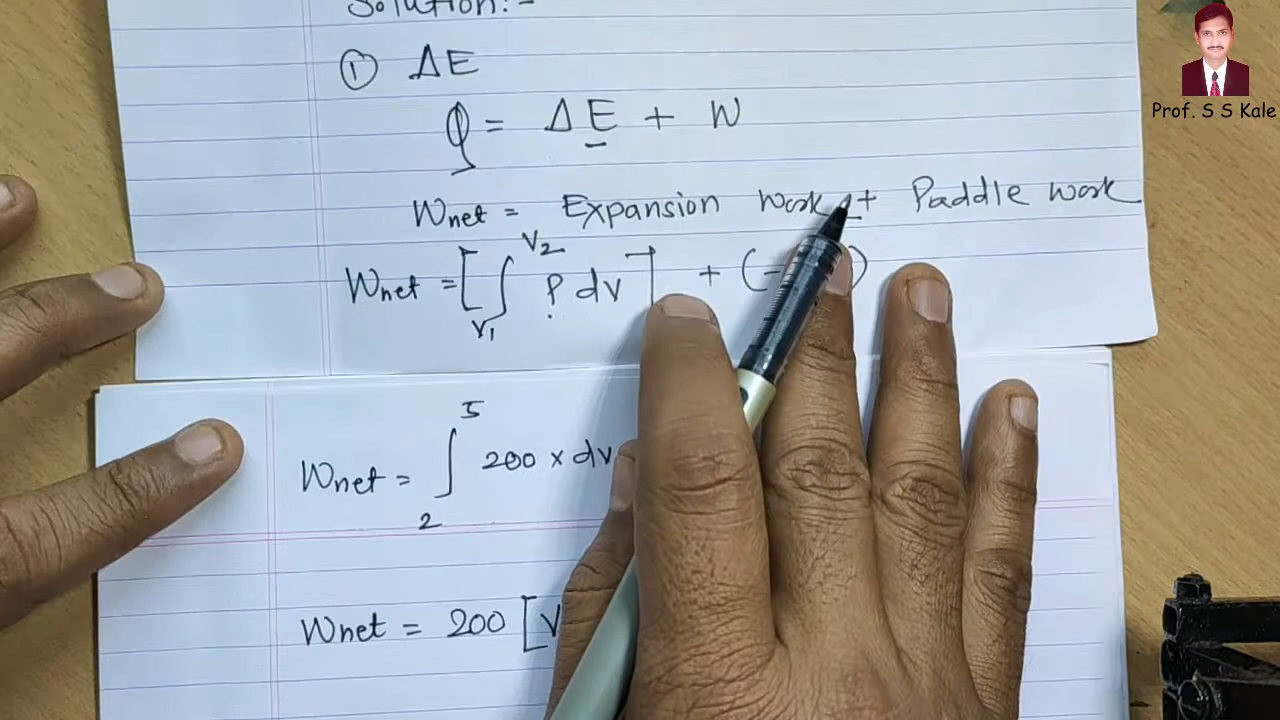 Prof. S S Kale
Solution:-
① ΔE
Q = ΔE + W
Wnet = Expansion work + Paddle work
Wnet = [∫ V1 V2 P dv] + (-
Wnet = ∫ 2 5 200 × dv
Wnet = 200 [V